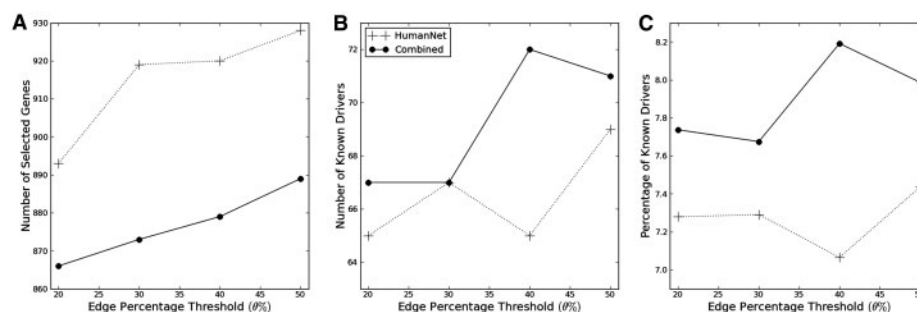 A
Number of Selected Genes
930
920
910
900
890
880
870
860
20 25 30 35 40 45 50
Edge Percentage Threshold (θ%)
B
HumanNet
Combined
Number of Known Drivers
72
70
68
66
64
20 25 30 35 40 45 50
Edge Percentage Threshold (θ%)
C
Percentage of Known Drivers
8.2
8.0
7.8
7.6
7.4
7.2
7.0
20 25 30 35 40 45 50
Edge Percentage Threshold (θ%)